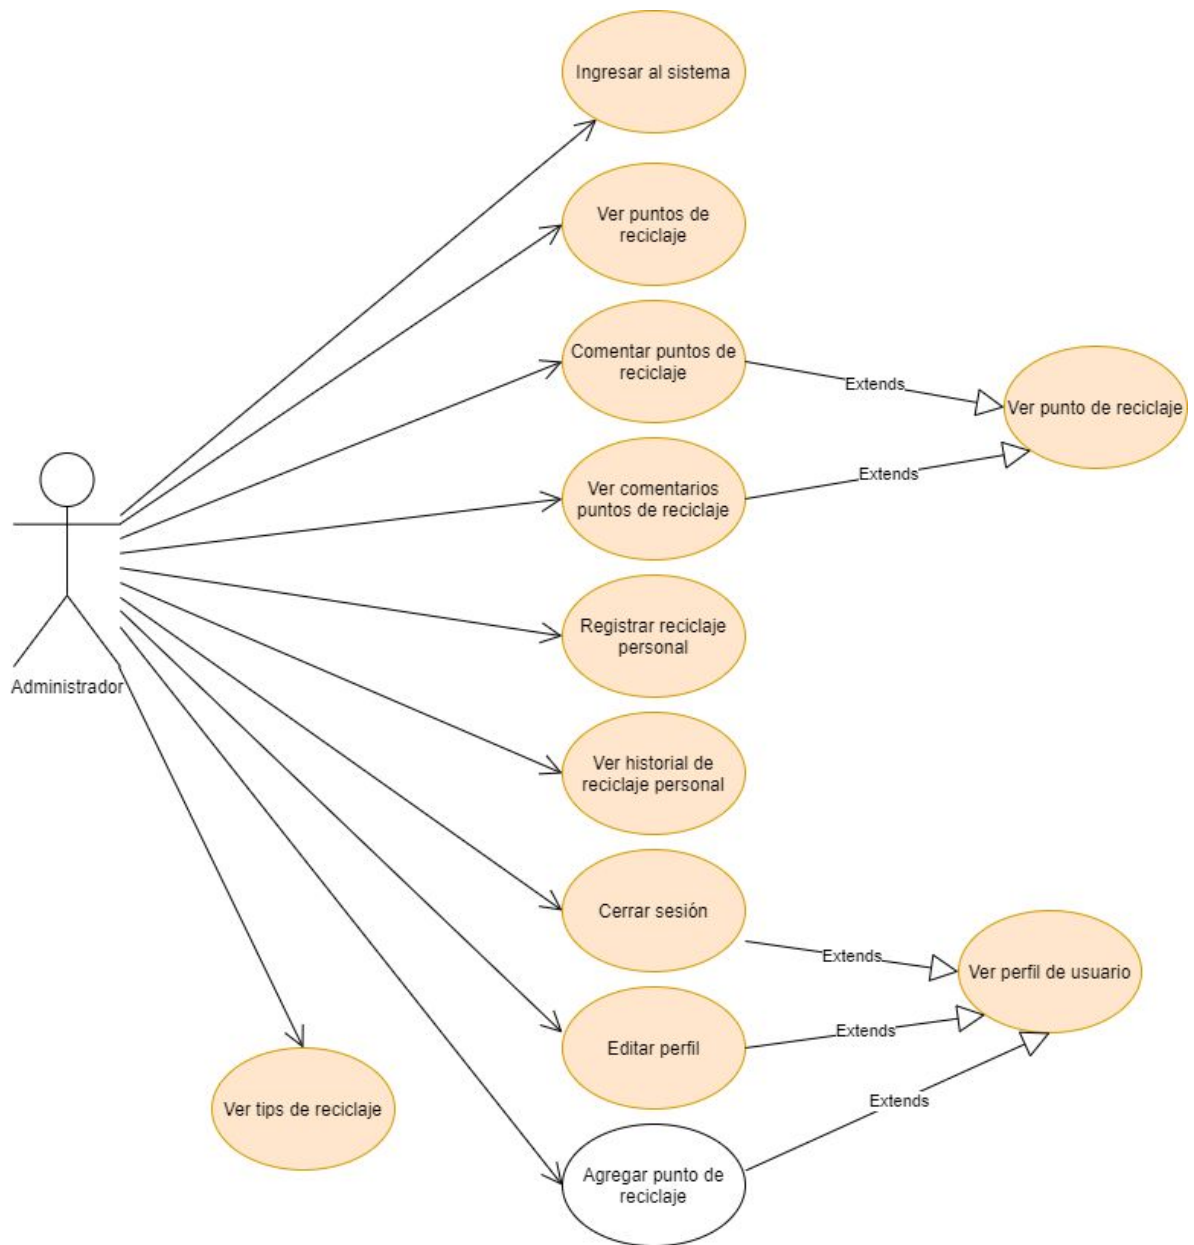 Ingresar al sistema
Ver puntos de
reciclaje
Comentar puntos de
reciclaje
Extends
Ver punto de reciclaje
Ver comentarios
puntos de reciclaje
Extends
Administrador
Registrar reciclaje
personal
Ver historial de
reciclaje personal
Cerrar sesión
Extends
Ver perfil de usuario
Editar perfil
Extends
Ver tips de reciclaje
Extends
Agregar punto de
reciclaje